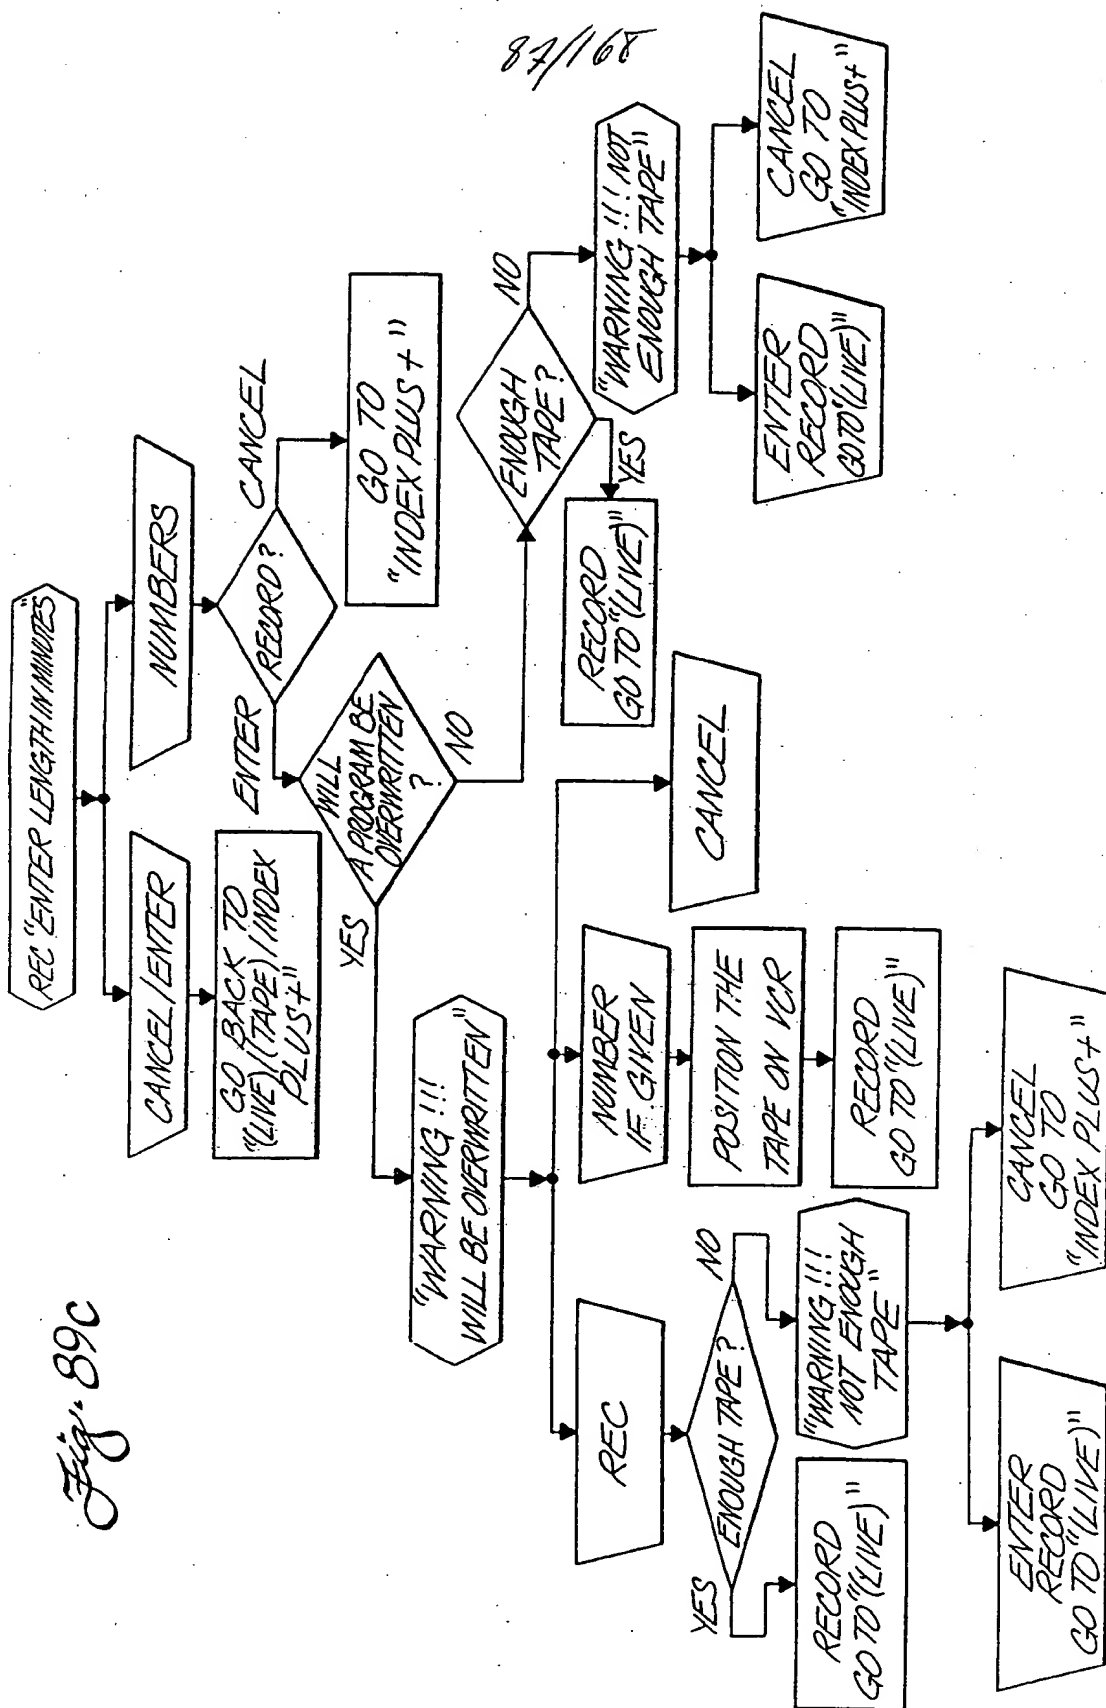 Fig. 89c
87/168
REC "ENTER LENGTH IN MINUTES"
CANCEL/ENTER
NUMBERS
GO BACK TO
"(LIVE)/(TAPE)/INDEX
PLUS+"
RECORD?
ENTER
CANCEL
GO TO
"INDEX PLUS+"
WILL
A PROGRAM BE
OVERWRITTEN
?
YES
NO
"WARNING!!!
WILL BE OVERWRITTEN"
ENOUGH
TAPE?
NO
YES
RECORD
GO TO "(LIVE)"
"WARNING!!! NOT
ENOUGH TAPE"
ENTER
RECORD
GO TO "(LIVE)"
CANCEL
GO TO
"INDEX PLUS+"
REC
NUMBER
IF GIVEN
CANCEL
POSITION THE
TAPE ON VCR
RECORD
GO TO "(LIVE)"
ENOUGH TAPE?
YES
NO
RECORD
GO TO "(LIVE)"
"WARNING!!!
NOT ENOUGH
TAPE"
ENTER
RECORD
GO TO "(LIVE)"
CANCEL
GO TO
"INDEX PLUS+"